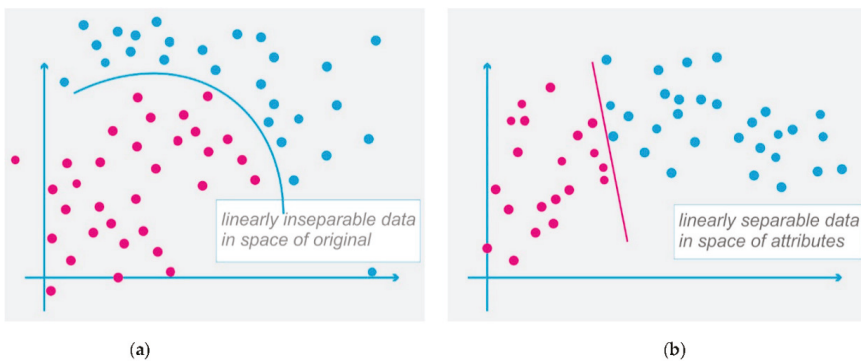 linearly inseparable data
in space of original
linearly separable data
in space of attributes
(a)
(b)